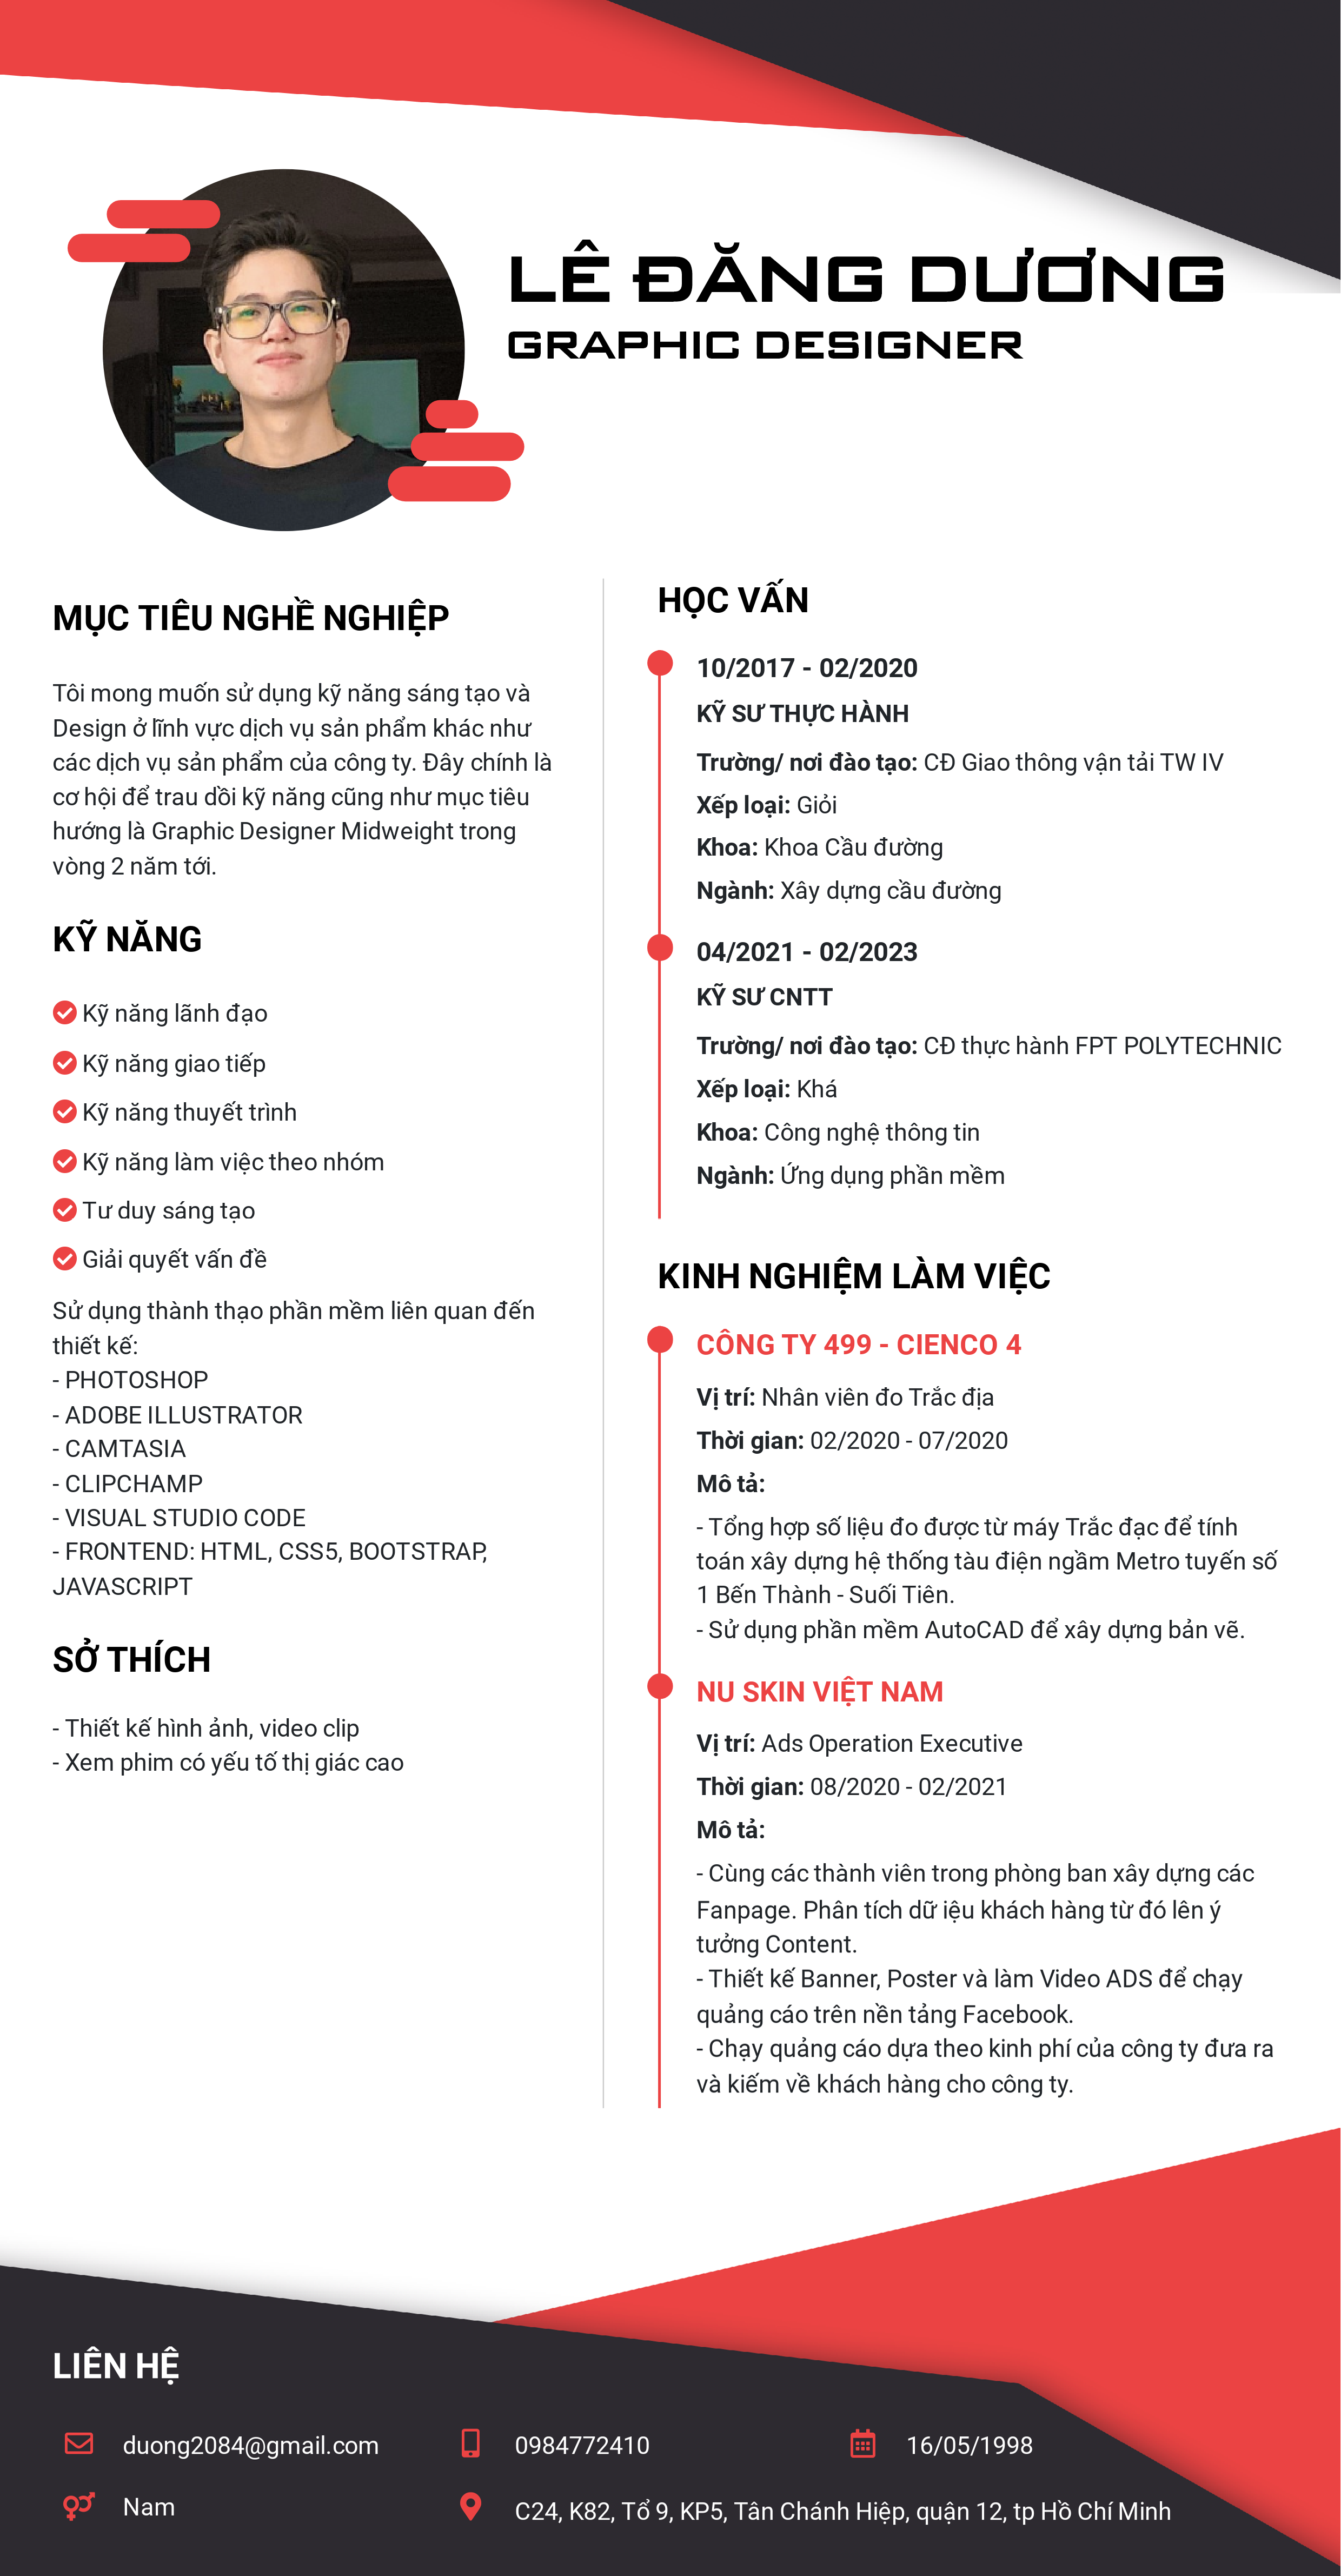 LÊ ĐĂNG DƯƠNG
GRAPHIC DESIGNER
MỤC TIÊU NGHỀ NGHIỆP
Tôi mong muốn sử dụng kỹ năng sáng tạo và
Design ở lĩnh vực dịch vụ sản phẩm khác như
các dịch vụ sản phẩm của công ty. Đây chính là
cơ hội để trau dồi kỹ năng cũng như mục tiêu
hướng là Graphic Designer Midweight trong
vòng 2 năm tới.
KỸ NĂNG
Kỹ năng lãnh đạo
Kỹ năng giao tiếp
Kỹ năng thuyết trình
Kỹ năng làm việc theo nhóm
Tư duy sáng tạo
Giải quyết vấn đề
Sử dụng thành thạo phần mềm liên quan đến
thiết kế:
- PHOTOSHOP
- ADOBE ILLUSTRATOR
- CAMTASIA
- CLIPCHAMP
- VISUAL STUDIO CODE
- FRONTEND: HTML, CSS5, BOOTSTRAP,
JAVASCRIPT
SỞ THÍCH
- Thiết kế hình ảnh, video clip
- Xem phim có yếu tố thị giác cao
HỌC VẤN
10/2017 - 02/2020
KỸ SƯ THỰC HÀNH
Trường/ nơi đào tạo: CĐ Giao thông vận tải TW IV
Xếp loại: Giỏi
Khoa: Khoa Cầu đường
Ngành: Xây dựng cầu đường
04/2021 - 02/2023
KỸ SƯ CNTT
Trường/ nơi đào tạo: CĐ thực hành FPT POLYTECHNIC
Xếp loại: Khá
Khoa: Công nghệ thông tin
Ngành: Ứng dụng phần mềm
KINH NGHIỆM LÀM VIỆC
CÔNG TY 499 - CIENCO 4
Vị trí: Nhân viên đo Trắc địa
Thời gian: 02/2020 - 07/2020
Mô tả:
- Tổng hợp số liệu đo được từ máy Trắc đạc để tính
toán xây dựng hệ thống tàu điện ngầm Metro tuyến số
1 Bến Thành - Suối Tiên.
- Sử dụng phần mềm AutoCAD để xây dựng bản vẽ.
NU SKIN VIỆT NAM
Vị trí: Ads Operation Executive
Thời gian: 08/2020 - 02/2021
Mô tả:
- Cùng các thành viên trong phòng ban xây dựng các
Fanpage. Phân tích dữ iệu khách hàng từ đó lên ý
tưởng Content.
- Thiết kế Banner, Poster và làm Video ADS để chạy
quảng cáo trên nền tảng Facebook.
- Chạy quảng cáo dựa theo kinh phí của công ty đưa ra
và kiếm về khách hàng cho công ty.
LIÊN HỆ
duong2084@gmail.com
0984772410
16/05/1998
Nam
C24, K82, Tổ 9, KP5, Tân Chánh Hiệp, quận 12, tp Hồ Chí Minh